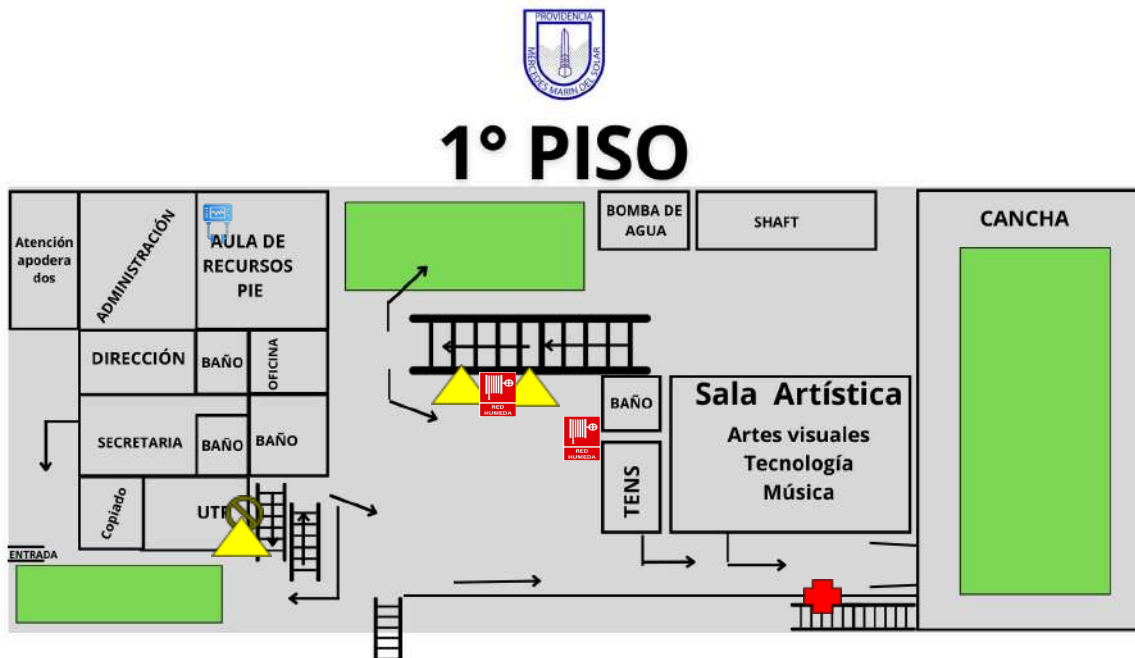 PROVIDENCIA
MERCEDES MARIN DEL SOLAR
1° PISO
Atención
apodera
dos
ADMINISTRACIÓN
AULA DE
RECURSOS
PIE
BOMBA DE
AGUA
SHAFT
CANCHA
DIRECCIÓN
BAÑO
OFICINA
SECRETARIA
BAÑO
BAÑO
RED
HUMEDA
RED
HUMEDA
BAÑO
Sala Artística
Artes visuales
Tecnología
Música
TENS
Copiado
UTP
ENTRADA